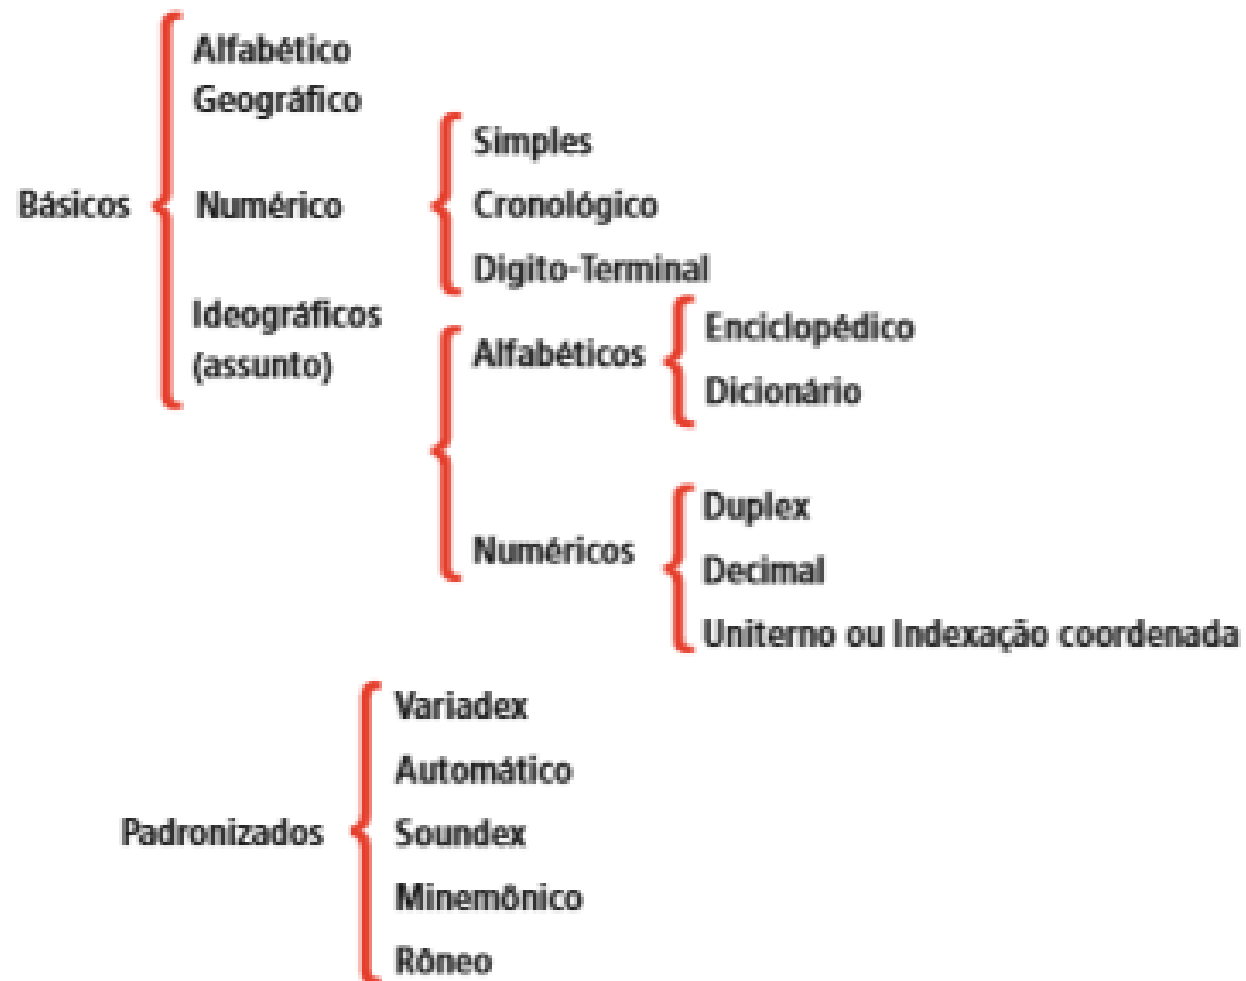 Básicos
Alfabético
Geográfico
Numérico
Simples
Cronológico
Digito-Terminal
Ideográficos
(assunto)
Alfabéticos
Enciclopédico
Dicionário
Numéricos
Duplex
Decimal
Uniterno ou Indexação coordenada
Padronizados
Variadex
Automático
Soundex
Minemônico
Rôneo